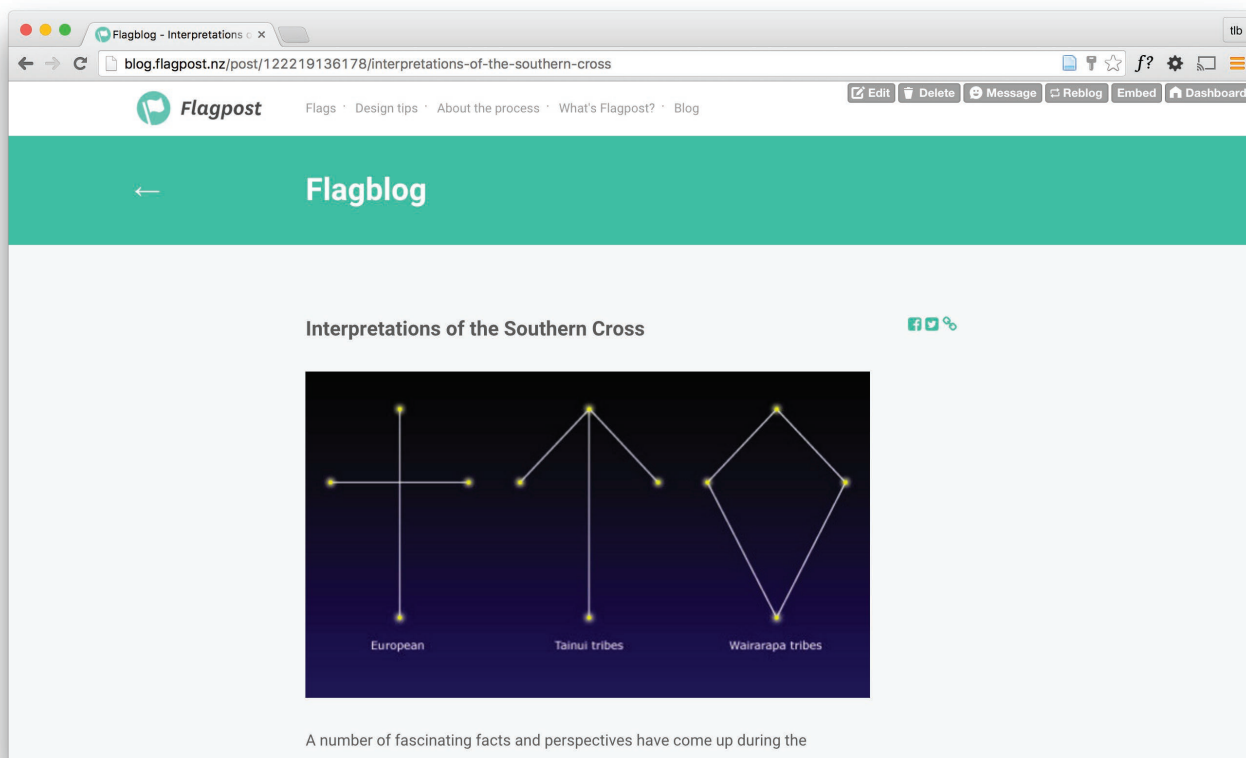 Flagblog - Interpretations o
tlb
blog.flagpost.nz/post/122219136178/interpretations-of-the-southern-cross
f?
Edit Delete Message Reblog Embed Dashboard
Flagpost Flags · Design tips · About the process · What's Flagpost? · Blog
Flagblog
Interpretations of the Southern Cross
European Tainui tribes Wairarapa tribes
A number of fascinating facts and perspectives have come up during the